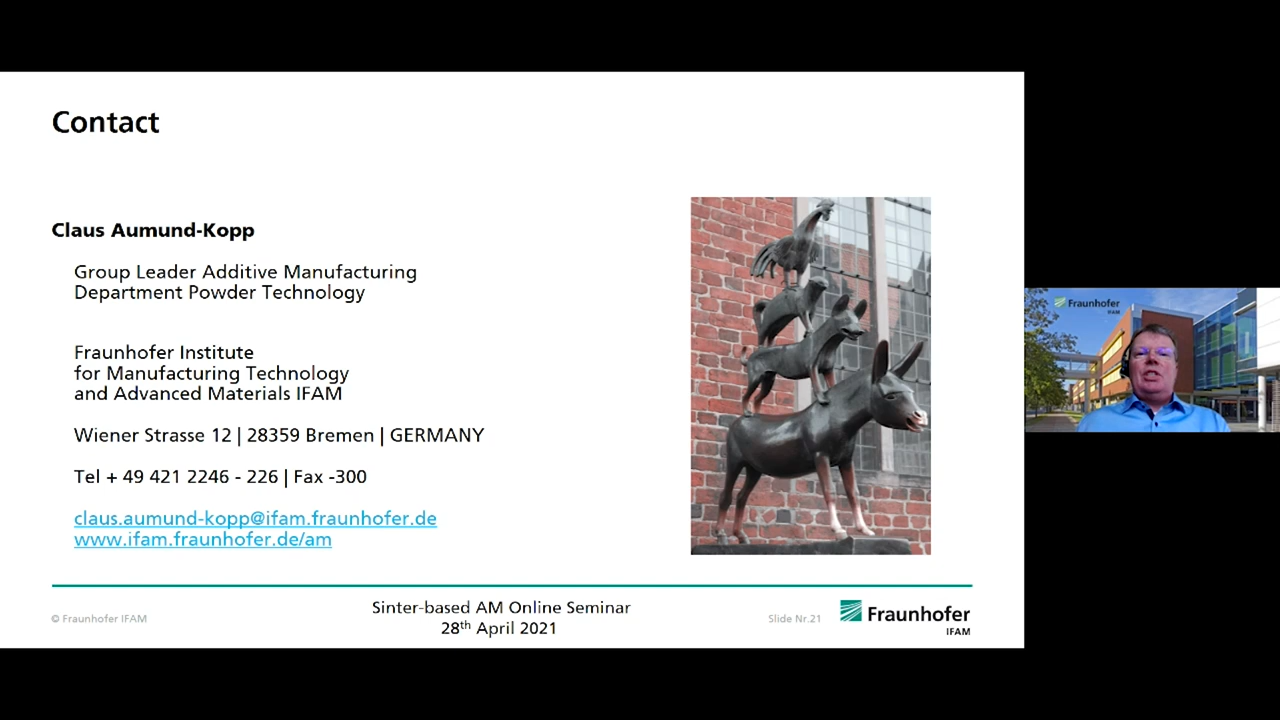 Contact
Claus Aumund-Kopp
Group Leader Additive Manufacturing
Department Powder Technology
Fraunhofer Institute
for Manufacturing Technology
and Advanced Materials IFAM
Wiener Strasse 12 | 28359 Bremen | GERMANY
Tel + 49 421 2246 - 226 | Fax -300
claus.aumund-kopp@ifam.fraunhofer.de
www.ifam.fraunhofer.de/am
© Fraunhofer IFAM
Sinter-based AM Online Seminar
28th April 2021
Slide Nr.21
Fraunhofer
IFAM
Fraunhofer
IFAM